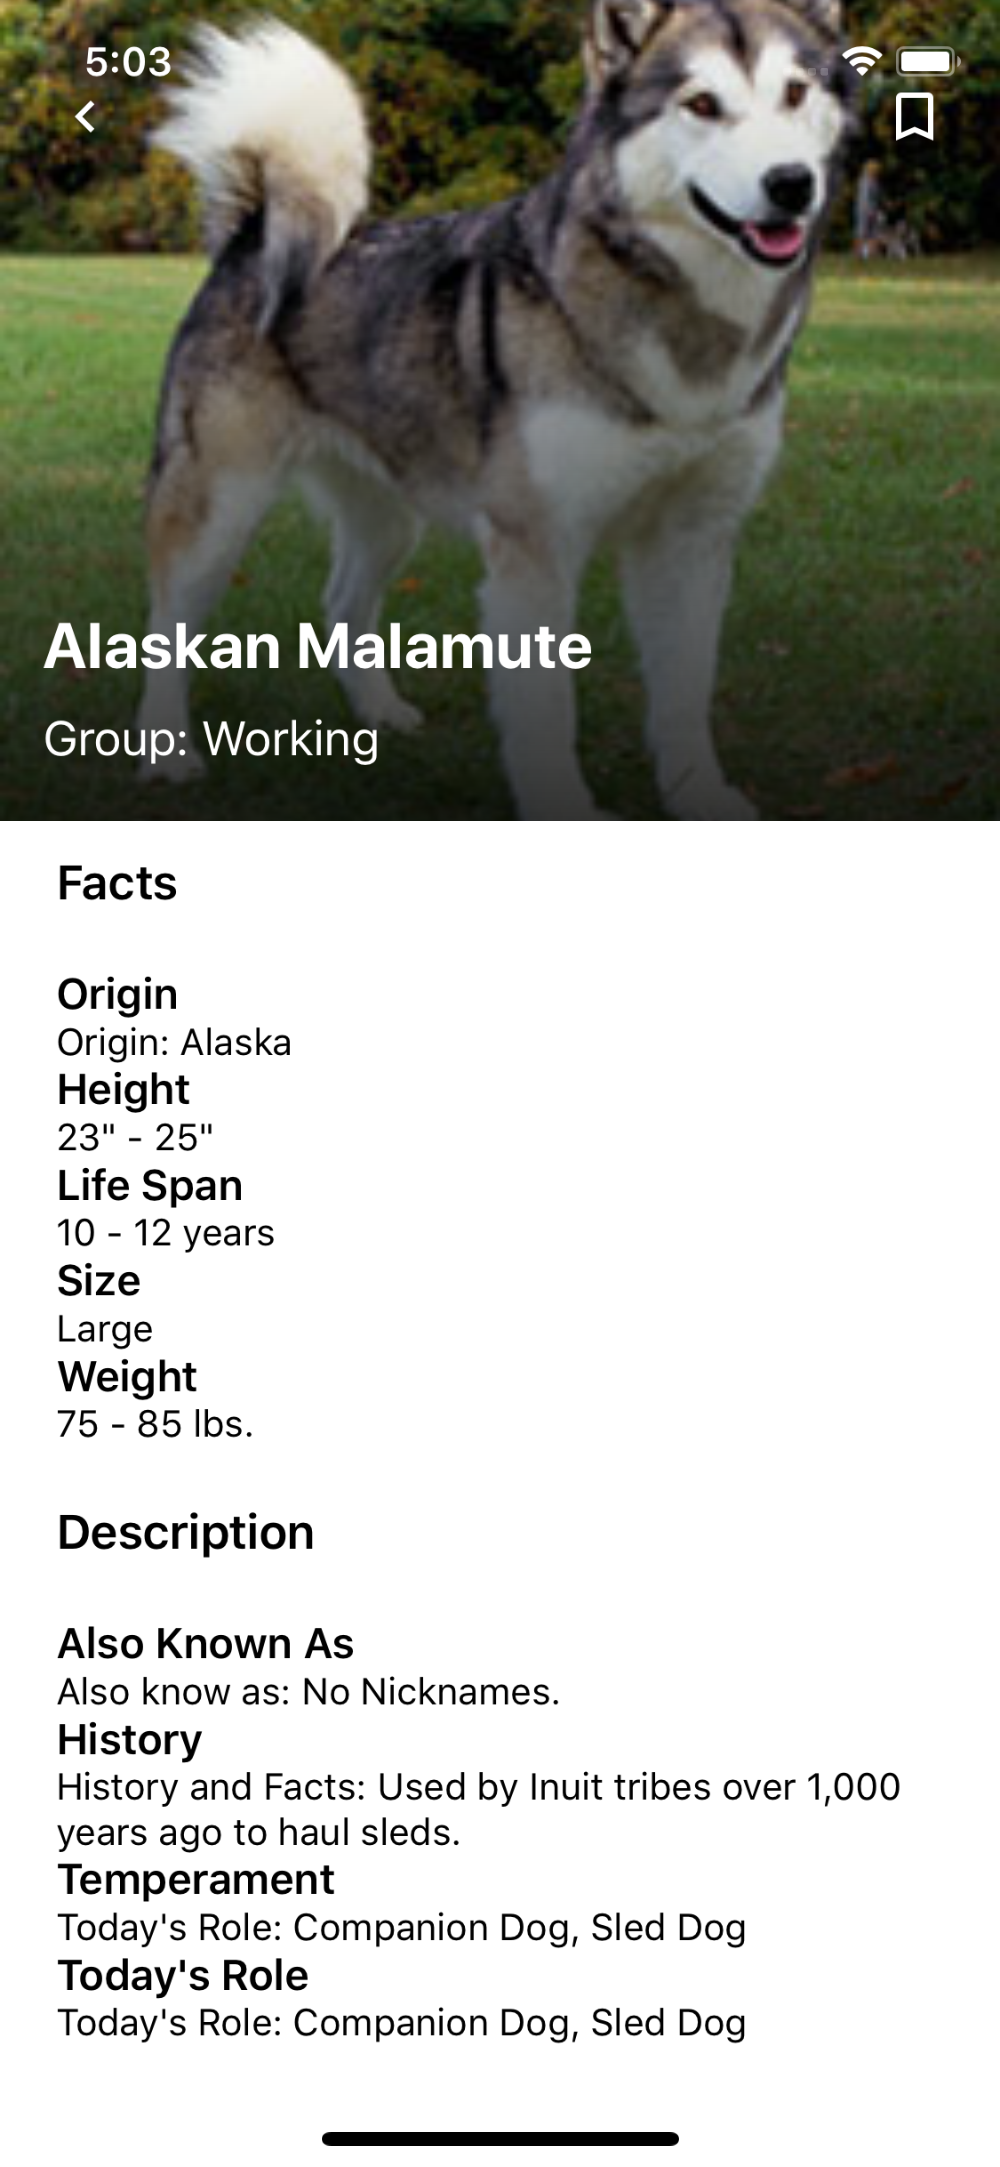 5:03
Alaskan Malamute
Group: Working
Facts
Origin
Origin: Alaska
Height
23" - 25"
Life Span
10 - 12 years
Size
Large
Weight
75 - 85 lbs.
Description
Also Known As
Also know as: No Nicknames.
History
History and Facts: Used by Inuit tribes over 1,000
years ago to haul sleds.
Temperament
Today's Role: Companion Dog, Sled Dog
Today's Role
Today's Role: Companion Dog, Sled Dog